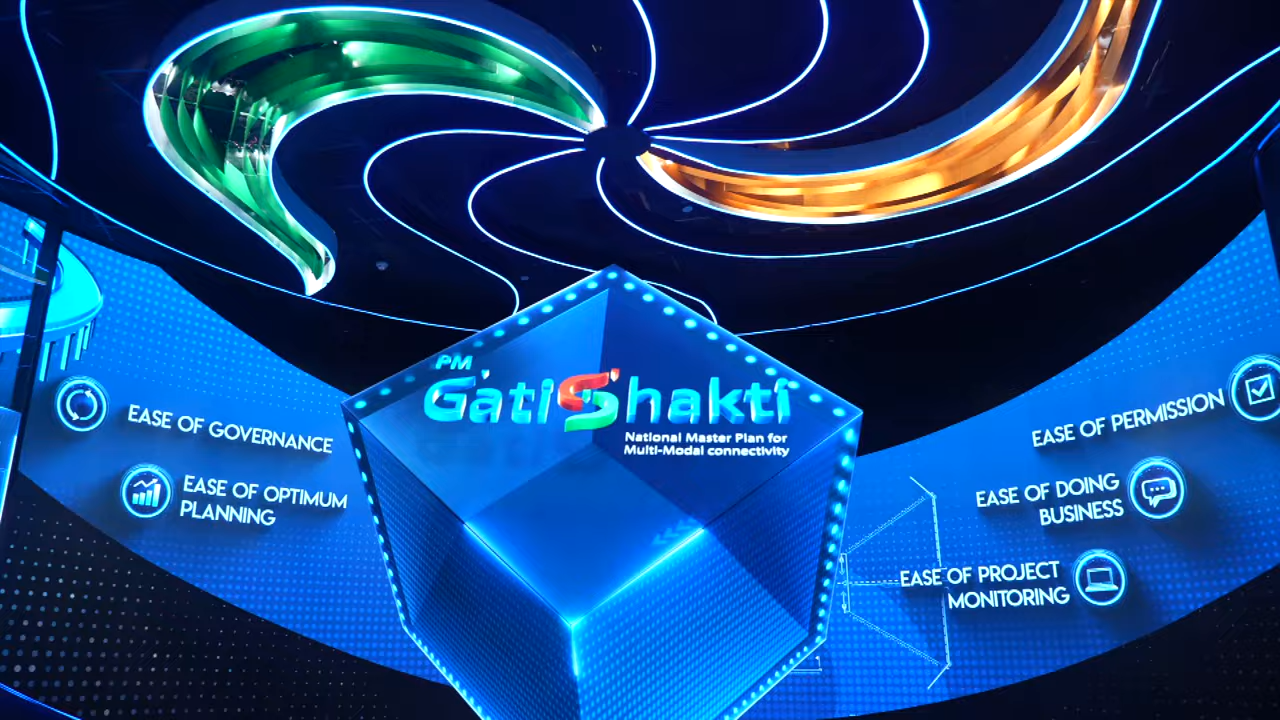 PM
GatiShakti
National Master Plan for
Multi-Modal connectivity
EASE OF GOVERNANCE
EASE OF OPTIMUM
PLANNING
EASE OF PERMISSION
EASE OF DOING
BUSINESS
EASE OF PROJECT
MONITORING